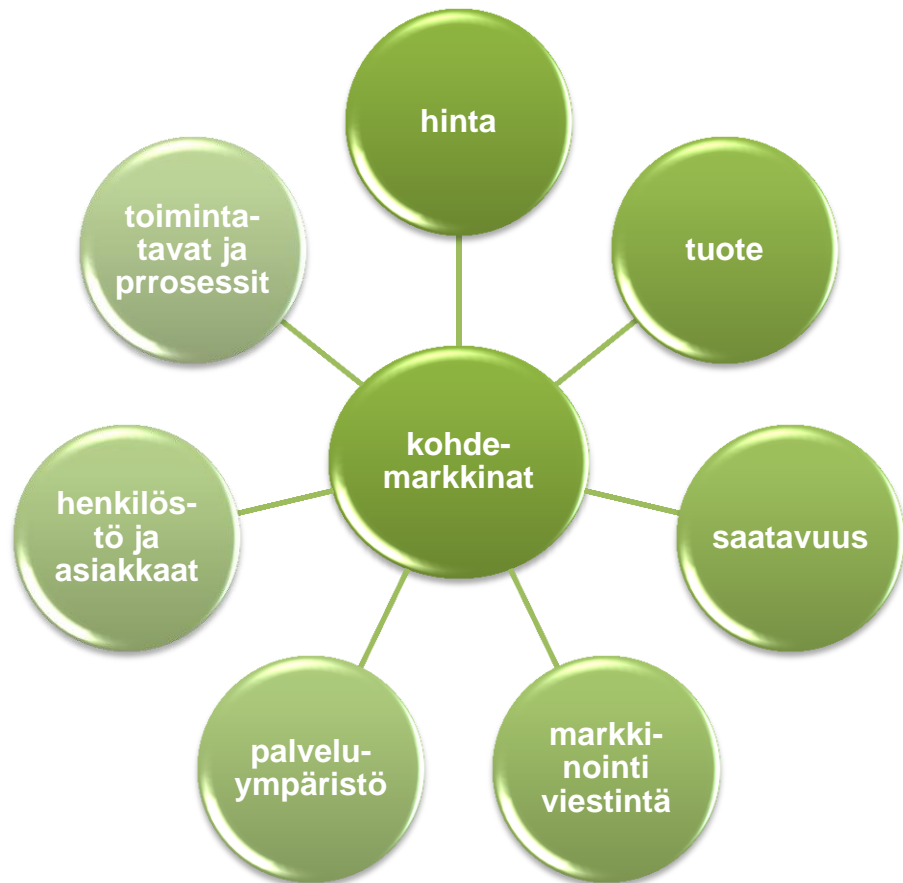 hinta
tuote
saatavuus
markki-
nointi
viestintä
palvelu-
ympäristö
henkilös-
tö ja
asiakkaat
toiminta-
tavat ja
prrosessit
kohde-
markkinat